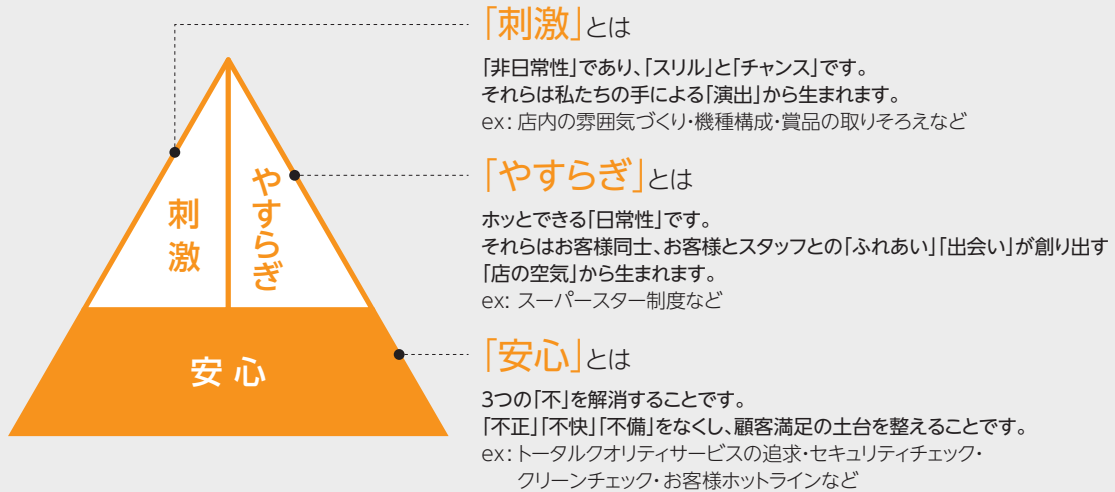 「刺激」とは
「非日常性」であり、「スリル」と「チャンス」です。
それらは私たちの手による「演出」から生まれます。
ex: 店内の雰囲気づくり・機種構成・賞品の取りそろえなど
「やすらぎ」とは
ホッとできる「日常性」です。
それらはお客様同士、お客様とスタッフとの「ふれあい」「出会い」が創り出す
「店の空気」から生まれます。
ex: スーパースター制度など
「安心」とは
3つの「不」を解消することです。
「不正」「不快」「不備」をなくし、顧客満足の土台を整えることです。
ex: トータルクオリティサービスの追求・セキュリティチェック・
クリーンチェック・お客様ホットラインなど
刺激
やすらぎ
安心